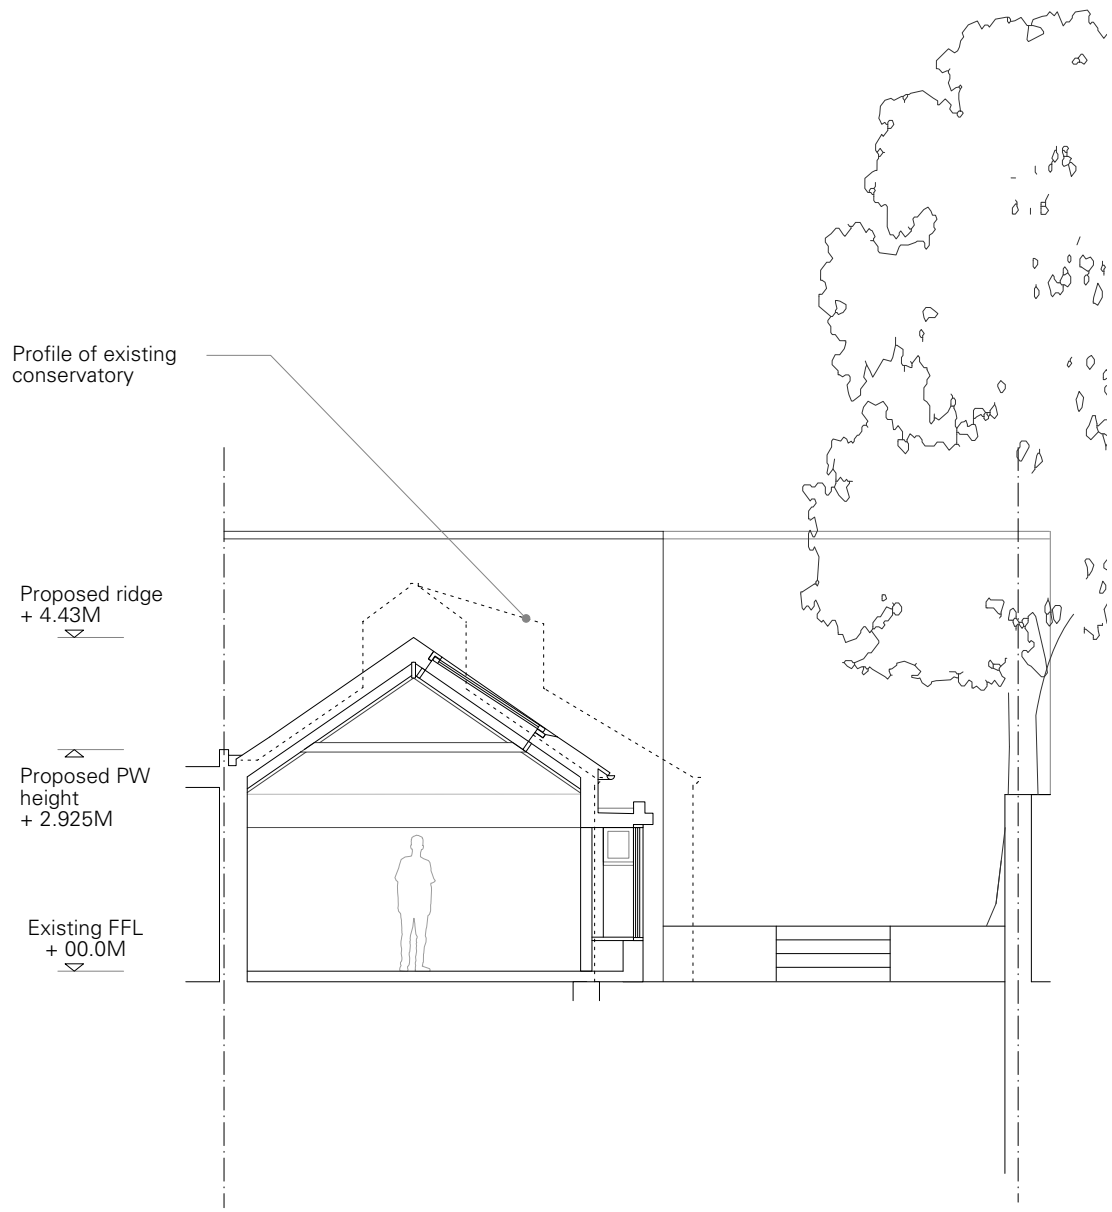 Profile of existing
conservatory
Proposed ridge
+ 4.43M
Proposed PW
height
+ 2.925M
Existing FFL
+ 00.0M